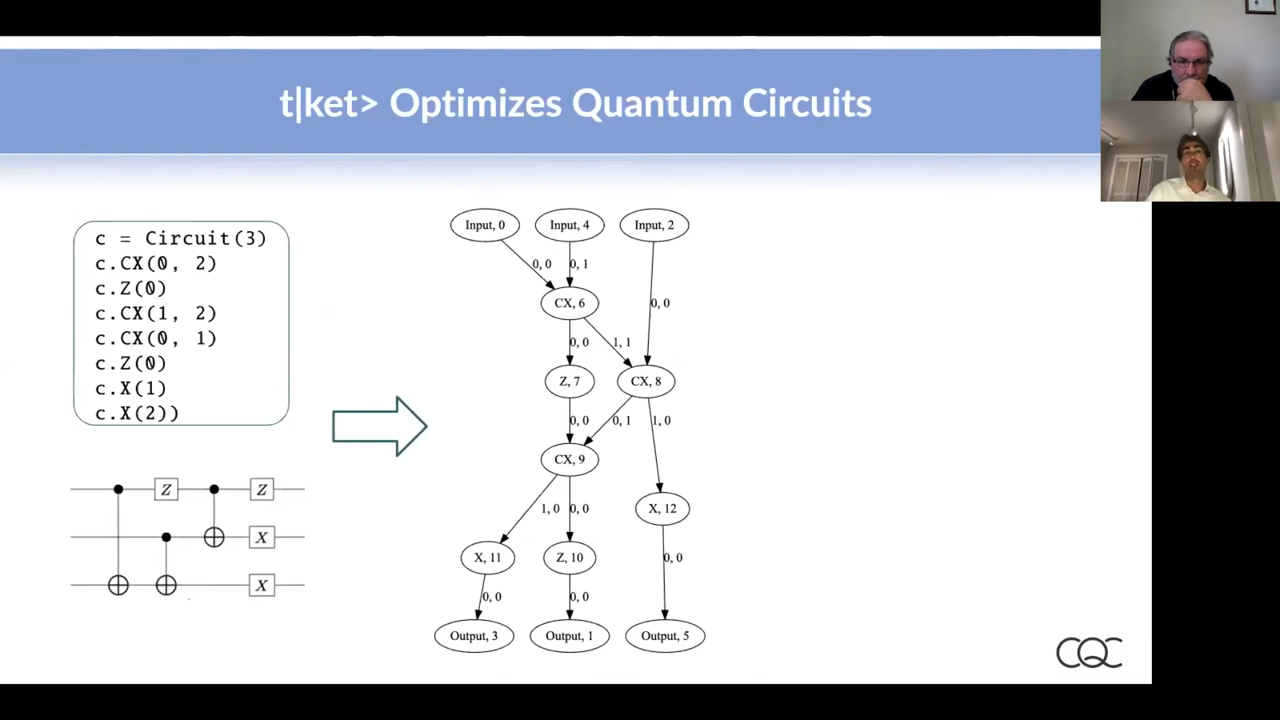 t|ket> Optimizes Quantum Circuits
c = Circuit(3)
c.CX(0, 2)
c.Z(0)
c.CX(1, 2)
c.CX(0, 1)
c.Z(0)
c.X(1)
c.X(2))
Z
Z
X
X
Input, 0
Input, 4
Input, 2
0, 0
0, 1
CX, 6
0, 0
0, 0
1, 1
Z, 7
CX, 8
0, 0
0, 1
1, 0
CX, 9
1, 0
0, 0
X, 12
X, 11
Z, 10
0, 0
0, 0
0, 0
Output, 3
Output, 1
Output, 5
CQC